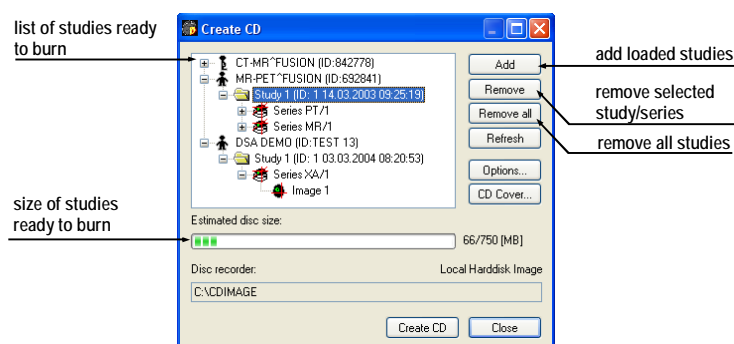 list of studies ready
to burn
size of studies
ready to burn
Create CD
CT-MR^FUSION (ID:842778)
MR-PET^FUSION (ID:692841)
Study 1 (ID: 1 14.03.2003 09:25:19)
Series PT/1
Series MR/1
DSA DEMO (ID:TEST 13)
Study 1 (ID: 1 03.03.2004 08:20:53)
Series XA/1
Image 1
Add
Remove
Remove all
Refresh
Options...
CD Cover...
Estimated disc size:
66/750 [MB]
Disc recorder:
Local Harddisk Image
C:\CDIMAGE
Create CD
Close
add loaded studies
remove selected
study/series
remove all studies